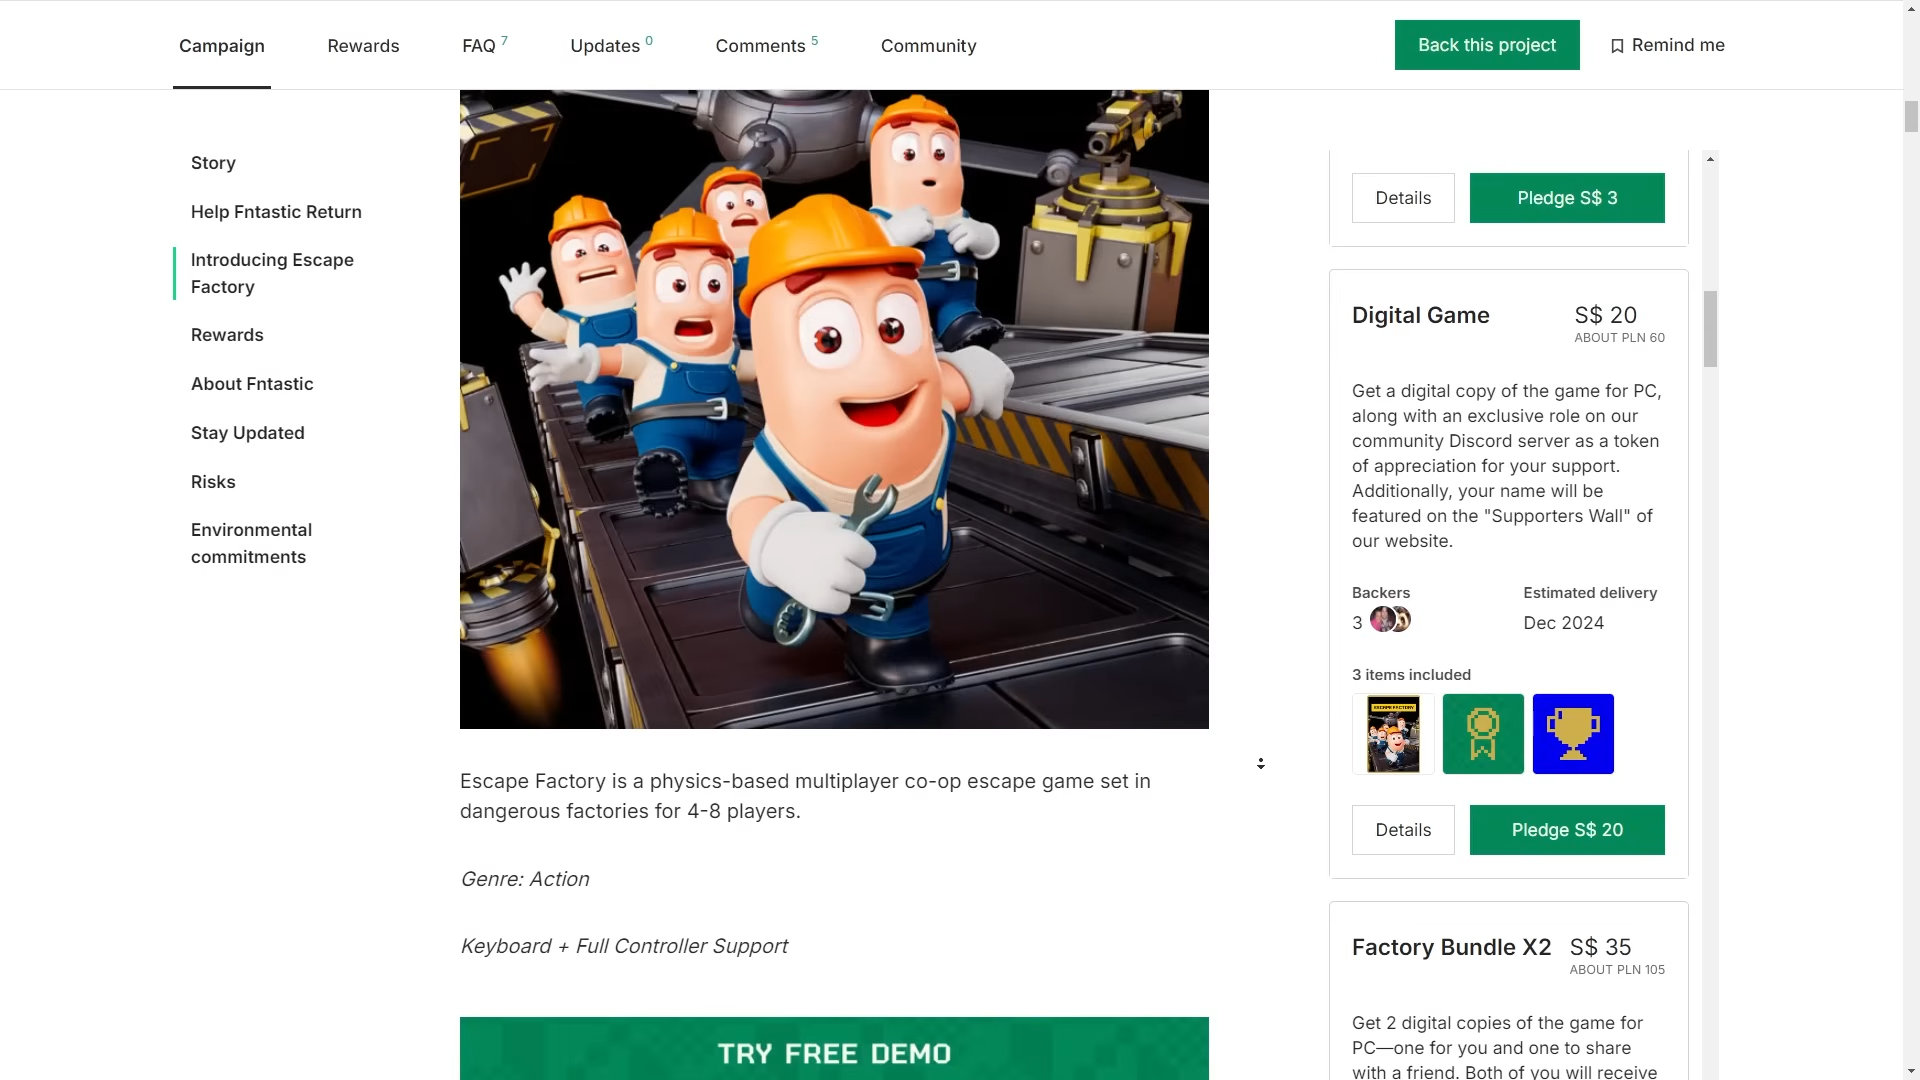 Campaign
Rewards
FAQ 7
Updates 0
Comments 5
Community
Back this project
Remind me
Story
Help Fntastic Return
Introducing Escape
Factory
Rewards
About Fntastic
Stay Updated
Risks
Environmental
commitments
Escape Factory is a physics-based multiplayer co-op escape game set in
dangerous factories for 4-8 players.
Genre: Action
Keyboard + Full Controller Support
TRY FREE DEMO
Details
Pledge S$ 3
Digital Game
S$ 20
ABOUT PLN 60
Get a digital copy of the game for PC,
along with an exclusive role on our
community Discord server as a token
of appreciation for your support.
Additionally, your name will be
featured on the "Supporters Wall" of
our website.
Backers
3
Estimated delivery
Dec 2024
3 items included
ESCAPE FACTORY
Details
Pledge S$ 20
Factory Bundle X2
S$ 35
ABOUT PLN 105
Get 2 digital copies of the game for
PC—one for you and one to share
with a friend. Both of you will receive